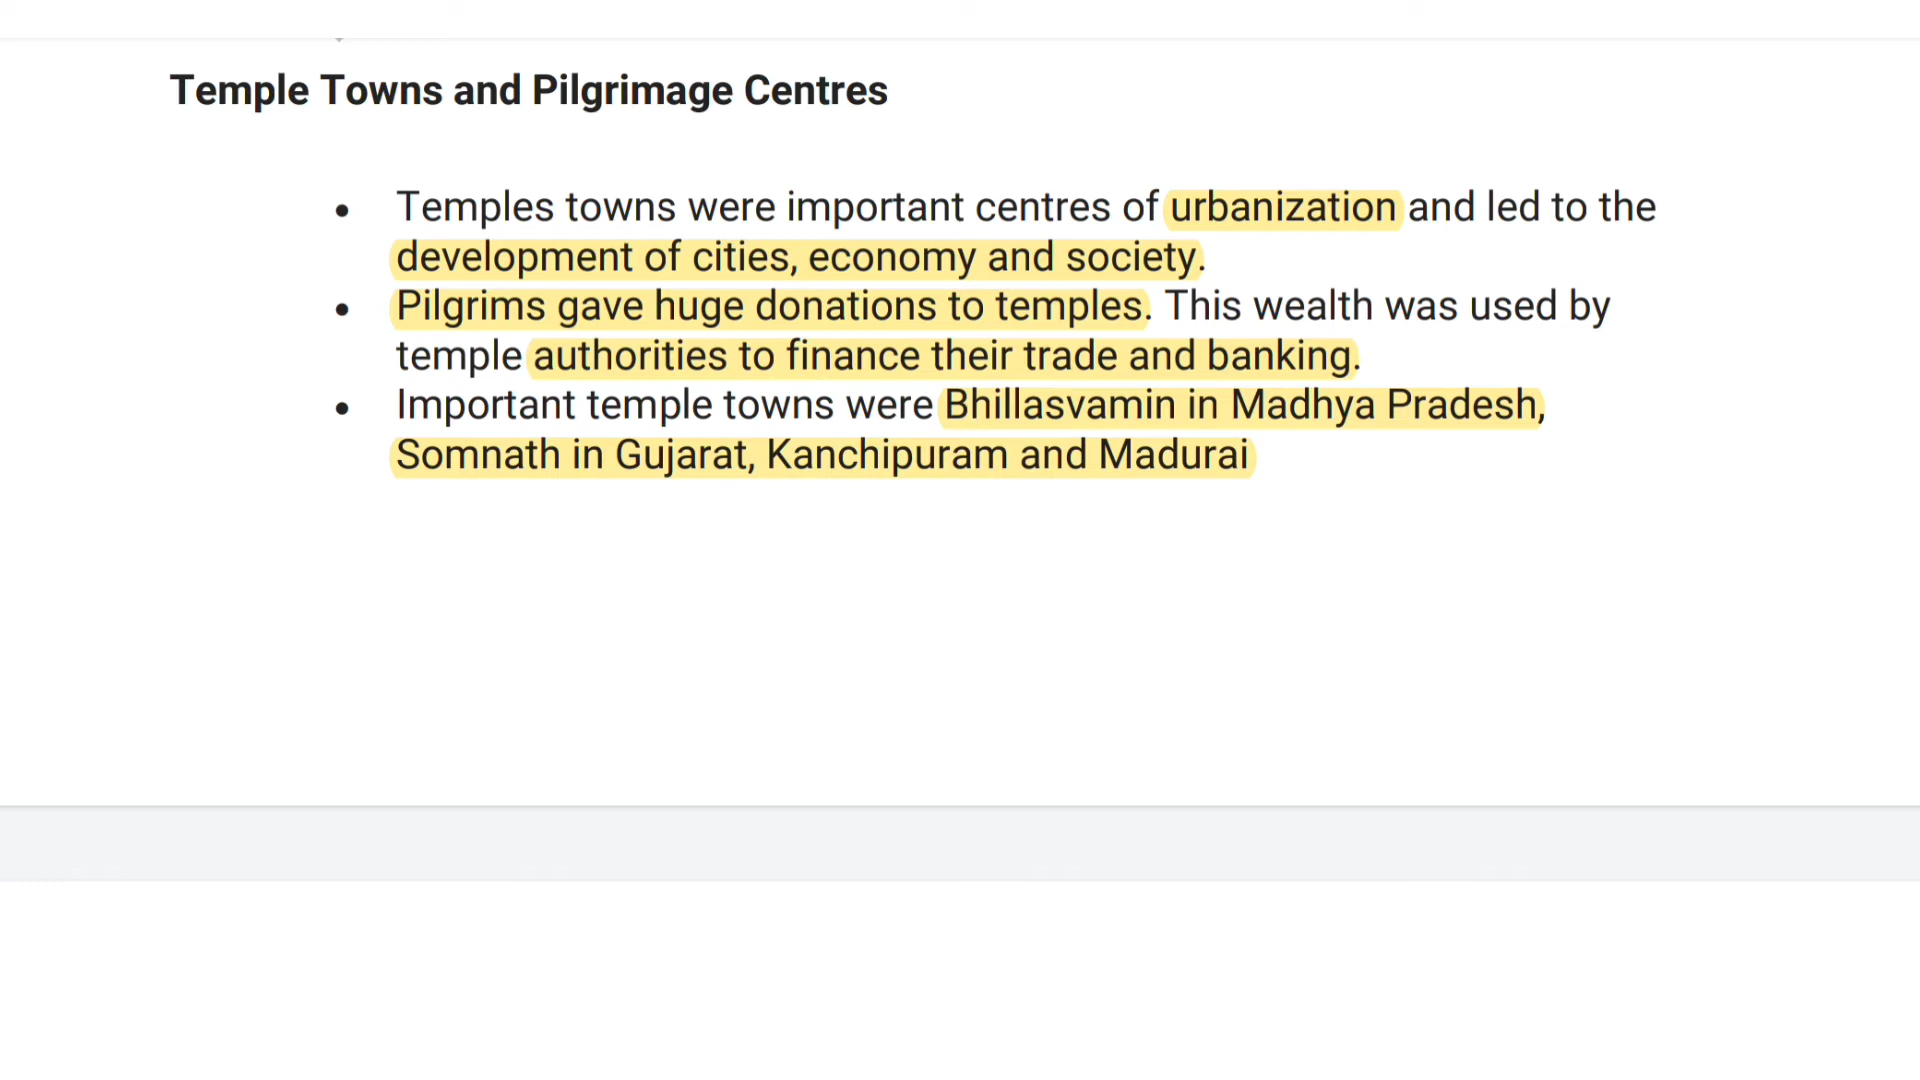 Temple Towns and Pilgrimage Centres
• Temples towns were important centres of urbanization and led to the
development of cities, economy and society.
• Pilgrims gave huge donations to temples. This wealth was used by
temple authorities to finance their trade and banking.
• Important temple towns were Bhillasvamin in Madhya Pradesh,
Somnath in Gujarat, Kanchipuram and Madurai